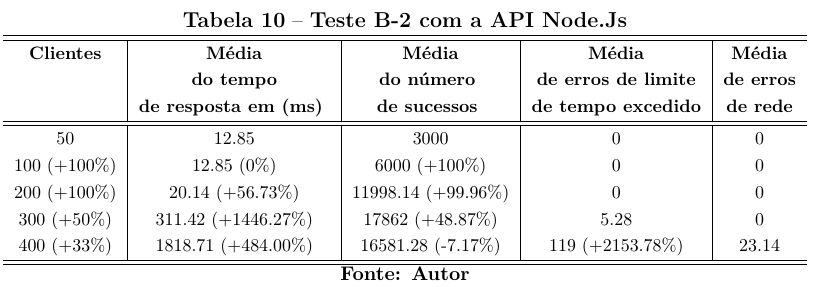 Tabela 10 – Teste B-2 com a API Node.Js
Clientes Média Média Média Média
do tempo do número de erros de limite de erros
de resposta em (ms) de sucessos de tempo excedido de rede
50 12.85 3000 0 0
100 (+100%) 12.85 (0%) 6000 (+100%) 0 0
200 (+100%) 20.14 (+56.73%) 11998.14 (+99.96%) 0 0
300 (+50%) 311.42 (+1446.27%) 17862 (+48.87%) 5.28 0
400 (+33%) 1818.71 (+484.00%) 16581.28 (-7.17%) 119 (+2153.78%) 23.14
Fonte: Autor